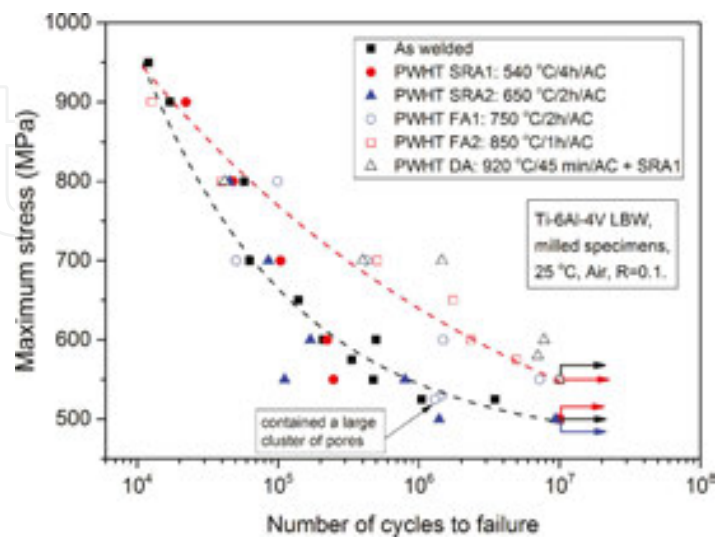 1000
900
800
700
600
500
Maximum stress (MPa)
As welded
PWHT SRA1: 540 °C/4h/AC
PWHT SRA2: 650 °C/2h/AC
PWHT FA1: 750 °C/2h/AC
PWHT FA2: 850 °C/1h/AC
PWHT DA: 920 °C/45 min/AC + SRA1
Ti-6Al-4V LBW,
milled specimens,
25 °C, Air, R=0.1.
contained a large
cluster of pores
10⁴
10⁵
10⁶
10⁷
10⁸
Number of cycles to failure